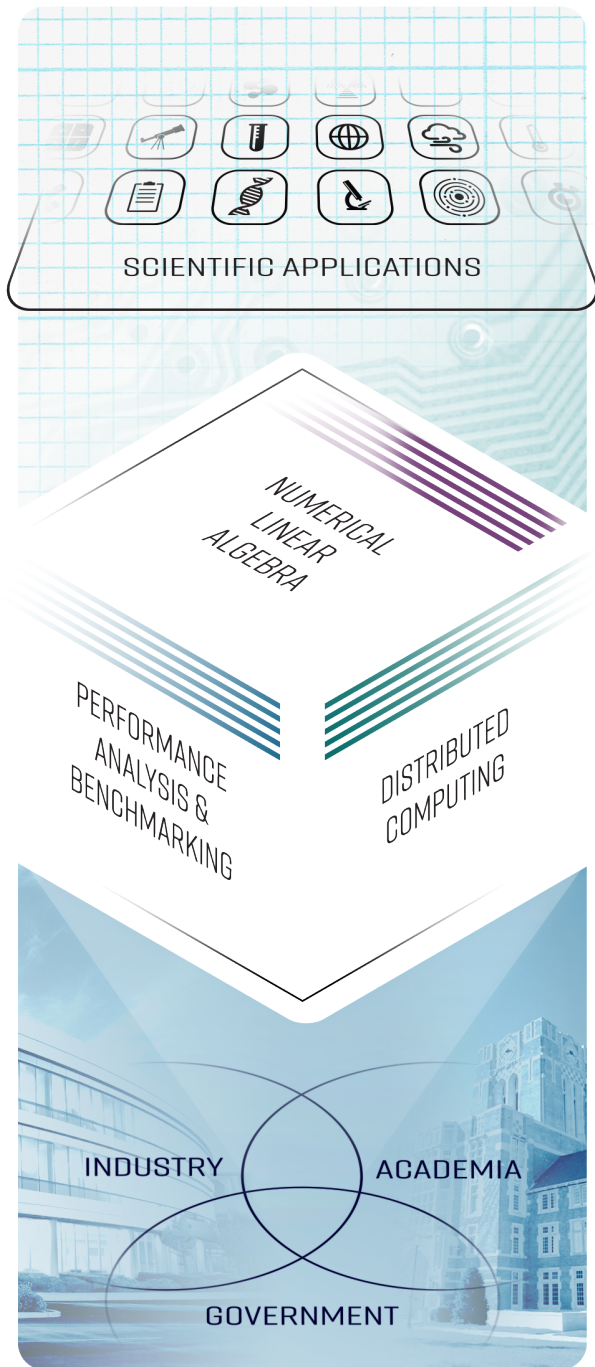 SCIENTIFIC APPLICATIONS
NUMERICAL
LINEAR
ALGEBRA
PERFORMANCE
ANALYSIS &
BENCHMARKING
DISTRIBUTED
COMPUTING
INDUSTRY
ACADEMIA
GOVERNMENT